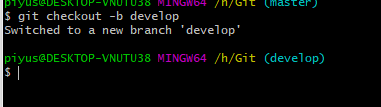 piyus@DESKTOP-VNUTU38 MINGW64 /h/Git (master)
$ git checkout -b develop
Switched to a new branch 'develop'
piyus@DESKTOP-VNUTU38 MINGW64 /h/Git (develop)
$